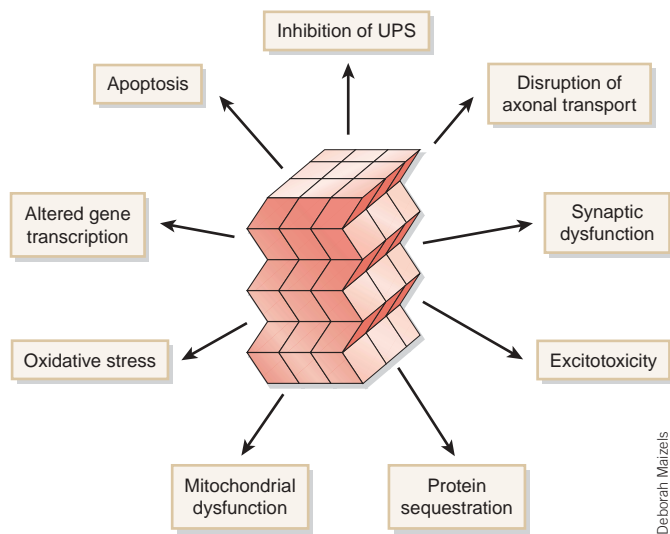 Inhibition of UPS
Apoptosis
Disruption of
axonal transport
Altered gene
transcription
Synaptic
dysfunction
Oxidative stress
Excitotoxicity
Mitochondrial
dysfunction
Protein
sequestration
Deborah Maizels